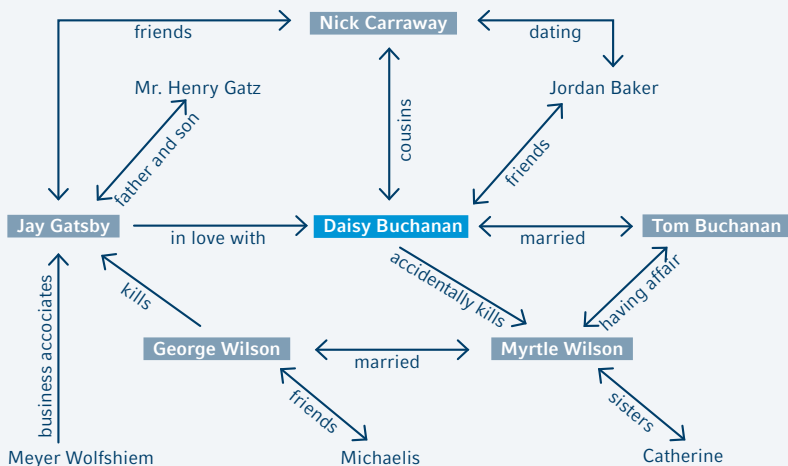 Nick Carraway
friends
dating
Mr. Henry Gatz
Jordan Baker
father and son
cousins
friends
Jay Gatsby
in love with
Daisy Buchanan
married
Tom Buchanan
business accociates
kills
accidentally kills
having affair
George Wilson
married
Myrtle Wilson
friends
sisters
Meyer Wolfshiem
Michaelis
Catherine